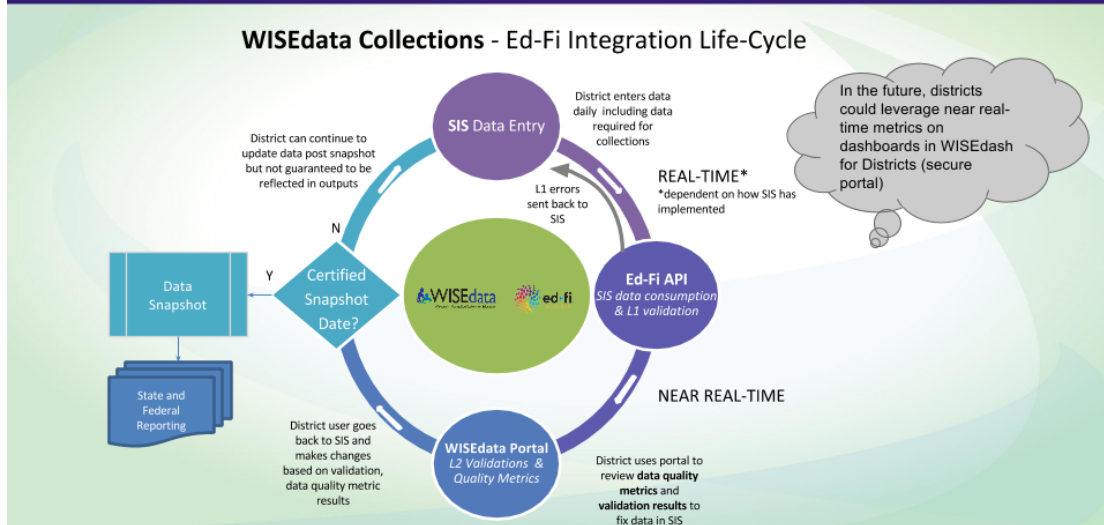 WISEdata Collections - Ed-Fi Integration Life-Cycle
SIS Data Entry
District enters data
daily including data
required for
collections
In the future, districts
could leverage near real-
time metrics on
dashboards in WISEdash
for Districts (secure
portal)
District can continue to
update data post snapshot
but not guaranteed to be
reflected in outputs
REAL-TIME*
*dependent on how SIS has
implemented
L1 errors
sent back to
SIS
N
Y
Certified
Snapshot
Date?
Data
Snapshot
WISEdata
ed-fi
Ed-Fi API
SIS data consumption
& L1 validation
State and
Federal
Reporting
NEAR REAL-TIME
District user goes
back to SIS and
makes changes
based on validation,
data quality metric
results
WISEdata Portal
L2 Validations &
Quality Metrics
District uses portal to
review data quality
metrics and
validation results to
fix data in SIS